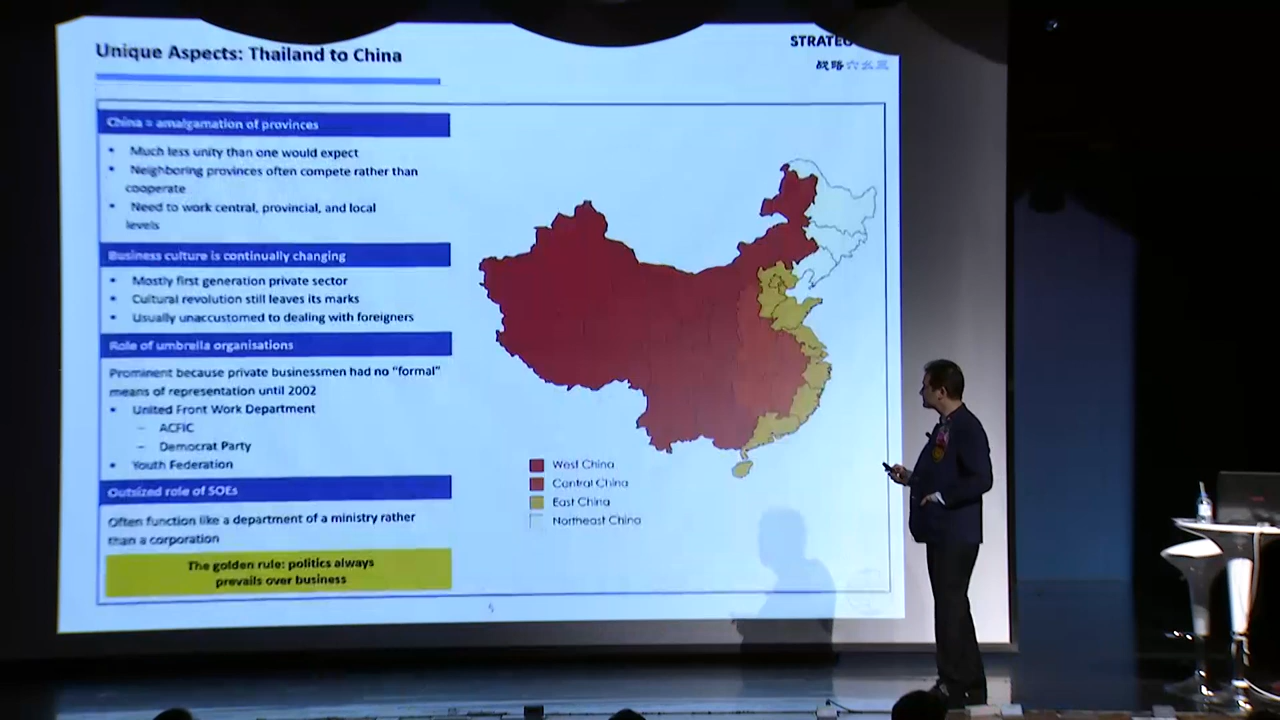 Unique Aspects: Thailand to China
战略六幺三
China = amalgamation of provinces
• Much less unity than one would expect
• Neighboring provinces often compete rather than
cooperate
• Need to work central, provincial, and local
levels
Business culture is continually changing
• Mostly first generation private sector
• Cultural revolution still leaves its marks
• Usually unaccustomed to dealing with foreigners
Role of umbrella organisations
Prominent because private businessmen had no “formal”
means of representation until 2002
• United Front Work Department
– ACFIC
– Democrat Party
• Youth Federation
Outsized role of SOEs
Often function like a department of a ministry rather
than a corporation
The golden rule: politics always
prevails over business
West China
Central China
East China
Northeast China